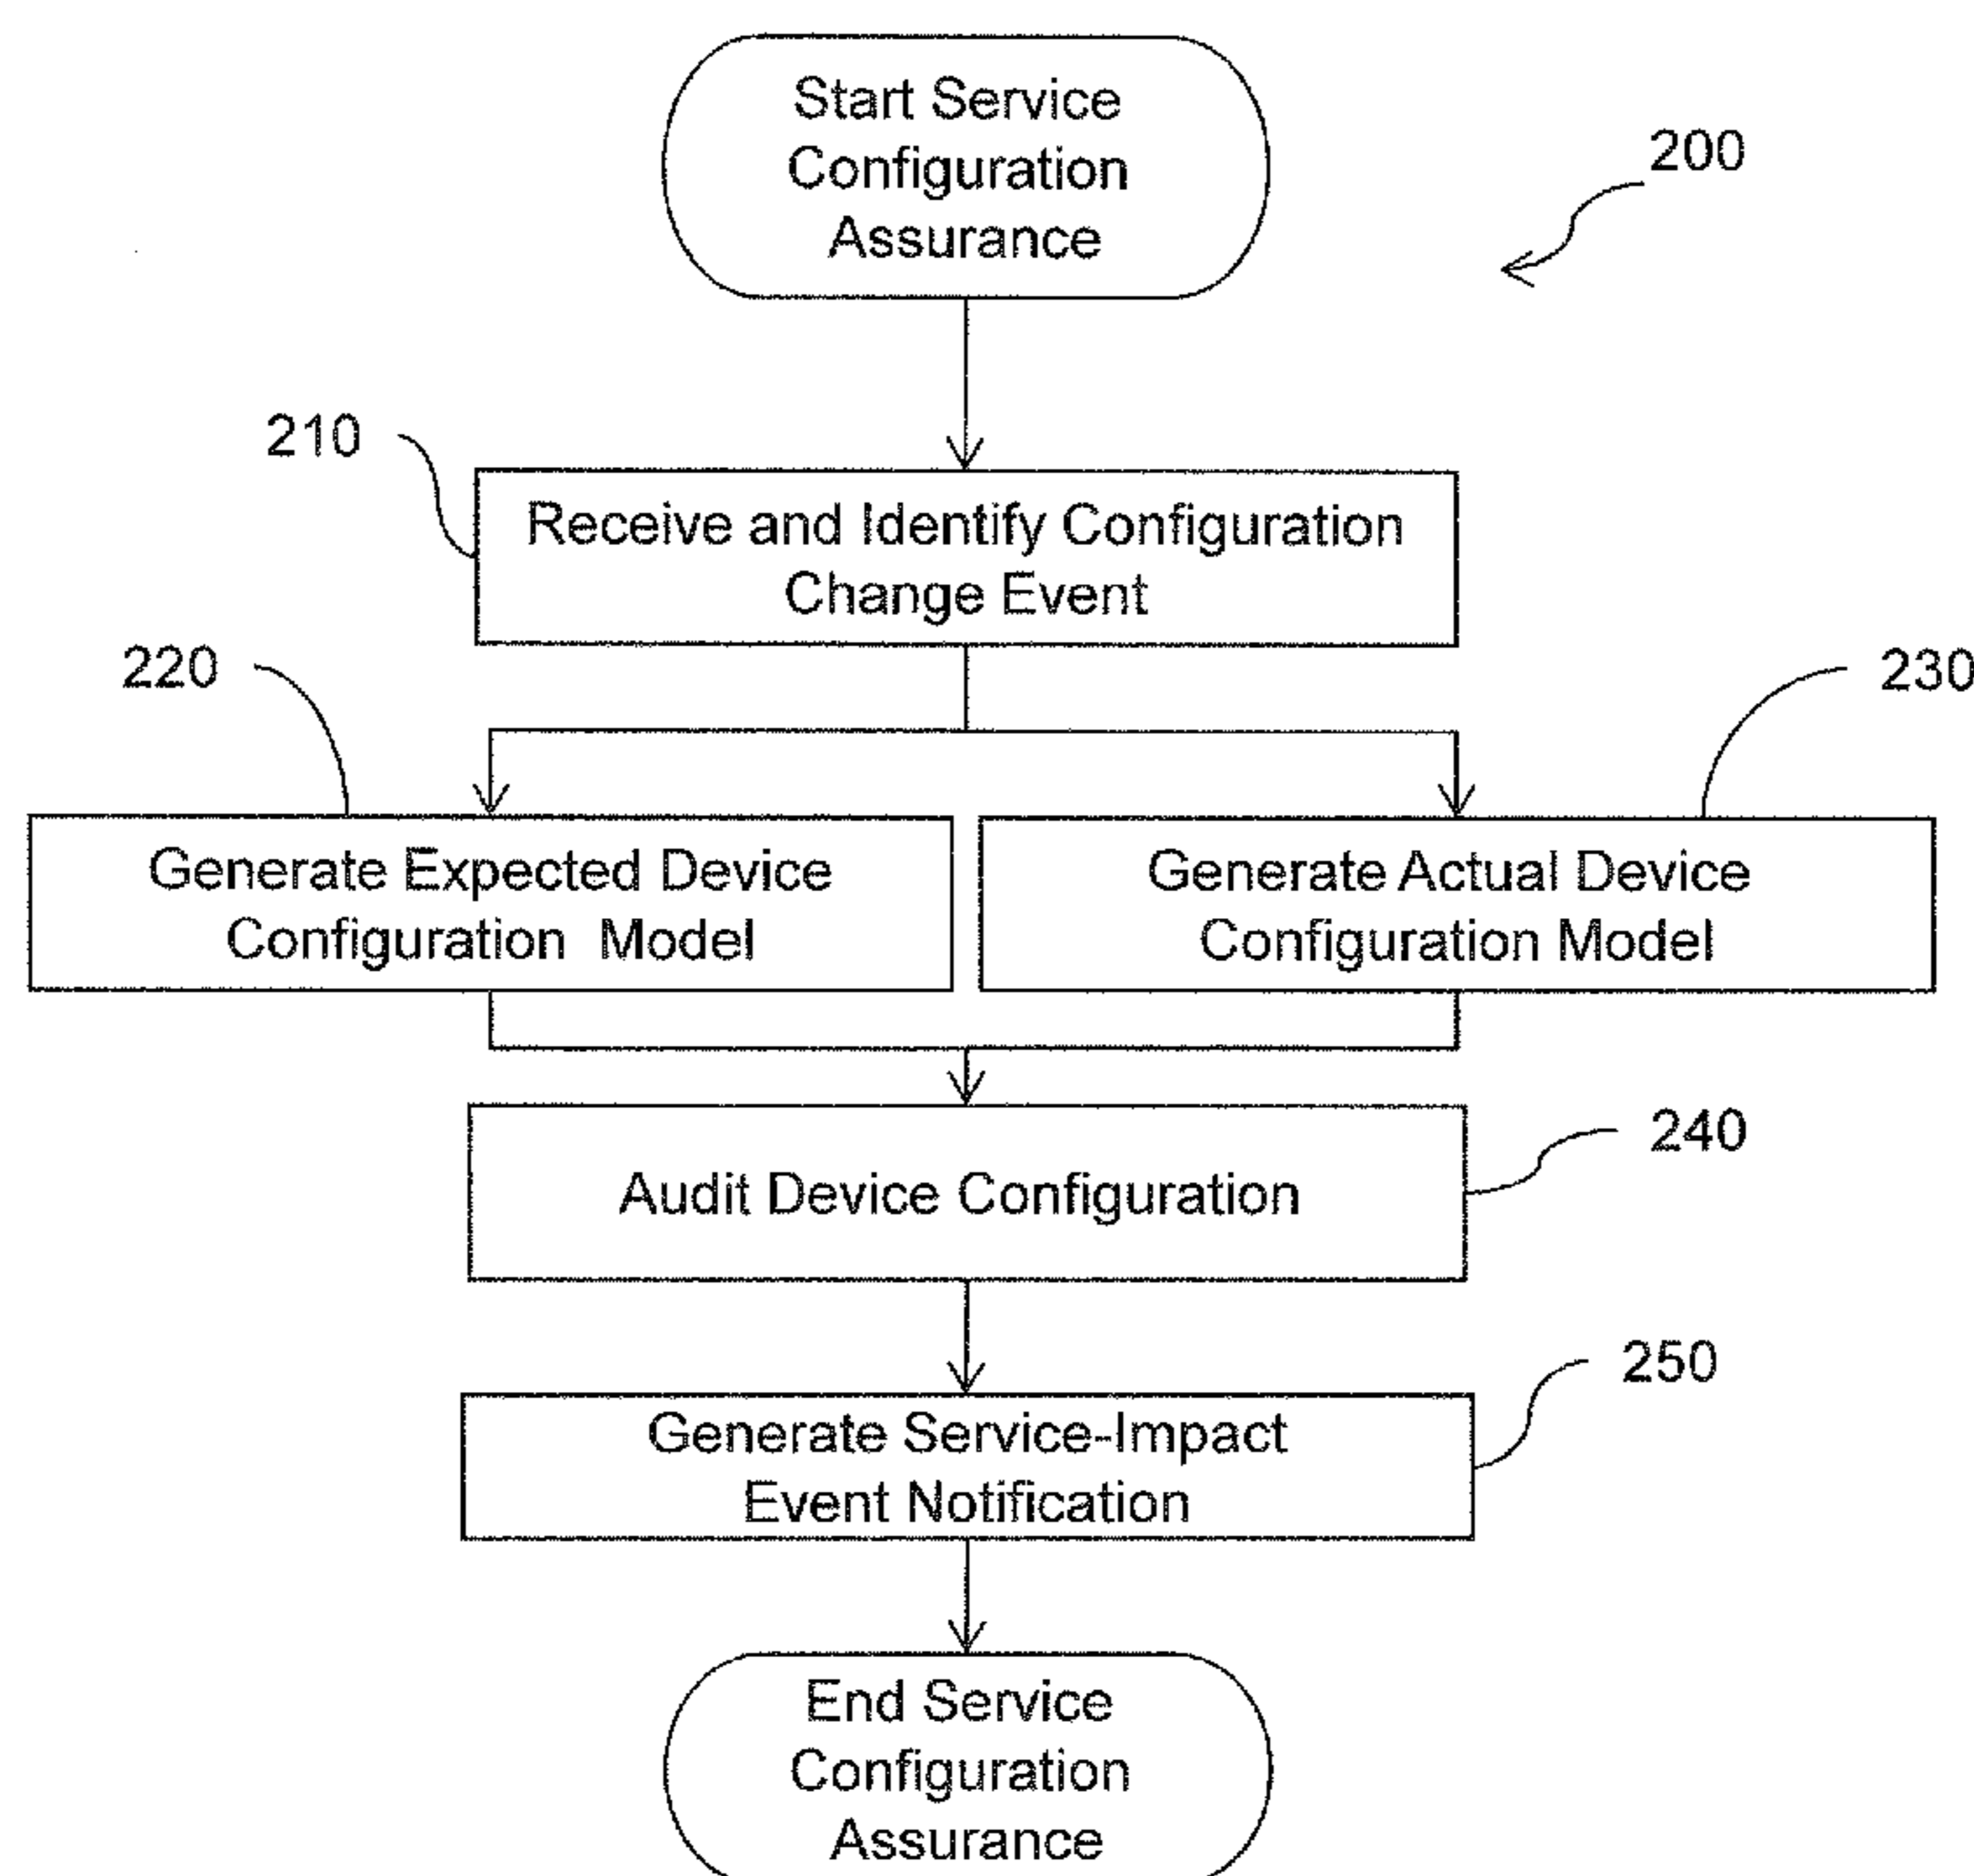 Start Service
Configuration
Assurance
200
210
Receive and Identify Configuration
Change Event
220
230
Generate Expected Device
Configuration Model
Generate Actual Device
Configuration Model
Audit Device Configuration
240
250
Generate Service-Impact
Event Notification
End Service
Configuration
Assurance